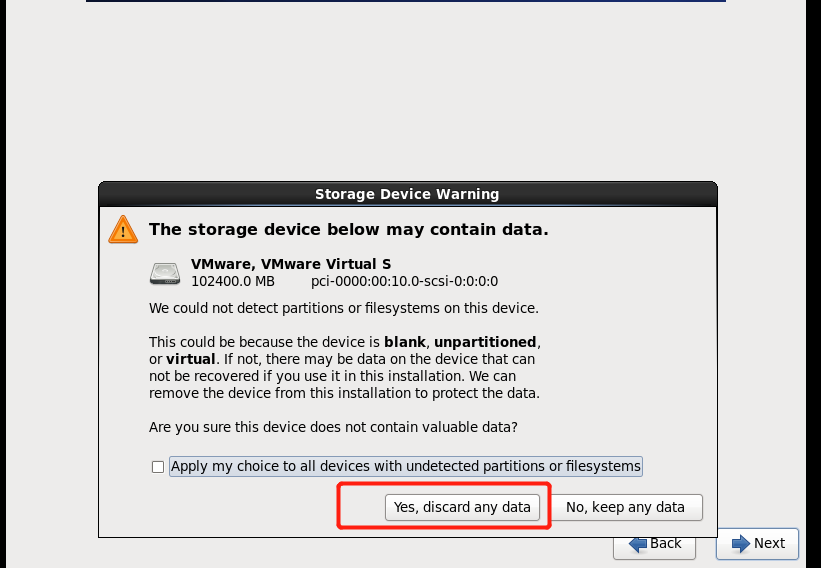 Storage Device Warning
The storage device below may contain data.
VMware, VMware Virtual S
102400.0 MB pci-0000:00:10.0-scsi-0:0:0:0
We could not detect partitions or filesystems on this device.
This could be because the device is blank, unpartitioned,
or virtual. If not, there may be data on the device that can
not be recovered if you use it in this installation. We can
remove the device from this installation to protect the data.
Are you sure this device does not contain valuable data?
Apply my choice to all devices with undetected partitions or filesystems
Yes, discard any data No, keep any data
Back Next